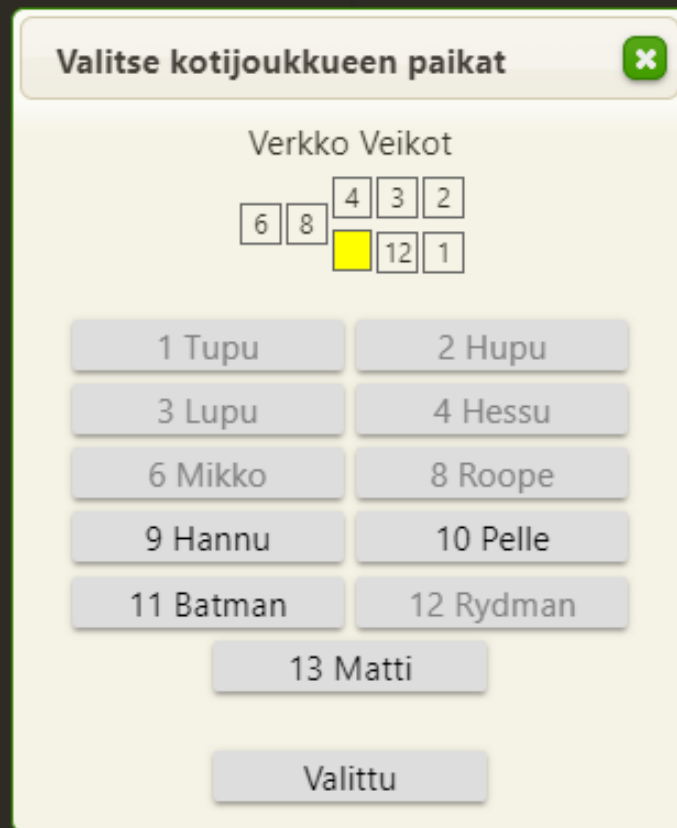 Valitse kotijoukkueen paikat
Verkko Veikot
4 3 2
6 8
12 1
1 Tupu
2 Hupu
3 Lupu
4 Hessu
6 Mikko
8 Roope
9 Hannu
10 Pelle
11 Batman
12 Rydman
13 Matti
Valittu